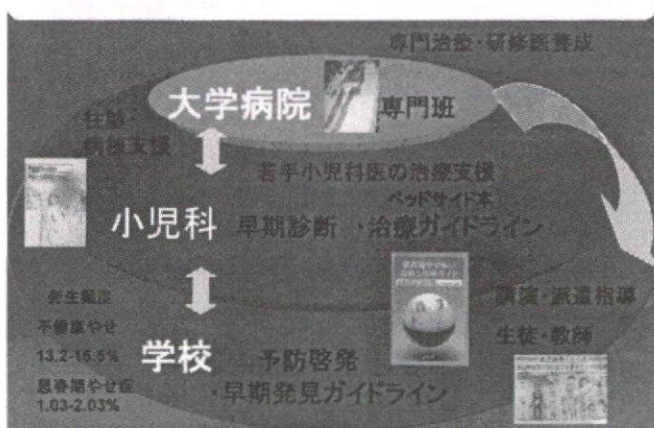 専門治療・研修医養成
大学病院
専門班
病棟支援
若手小児科医の治療支援
ベッドサイド本
小児科
早期診断・治療ガイドライン
発生頻度
不健康やせ
13.2-16.5%
思春期やせ症
1.03-2.03%
講演・派遣指導
生徒・教師
学校
予防啓発
・早期発見ガイドライン